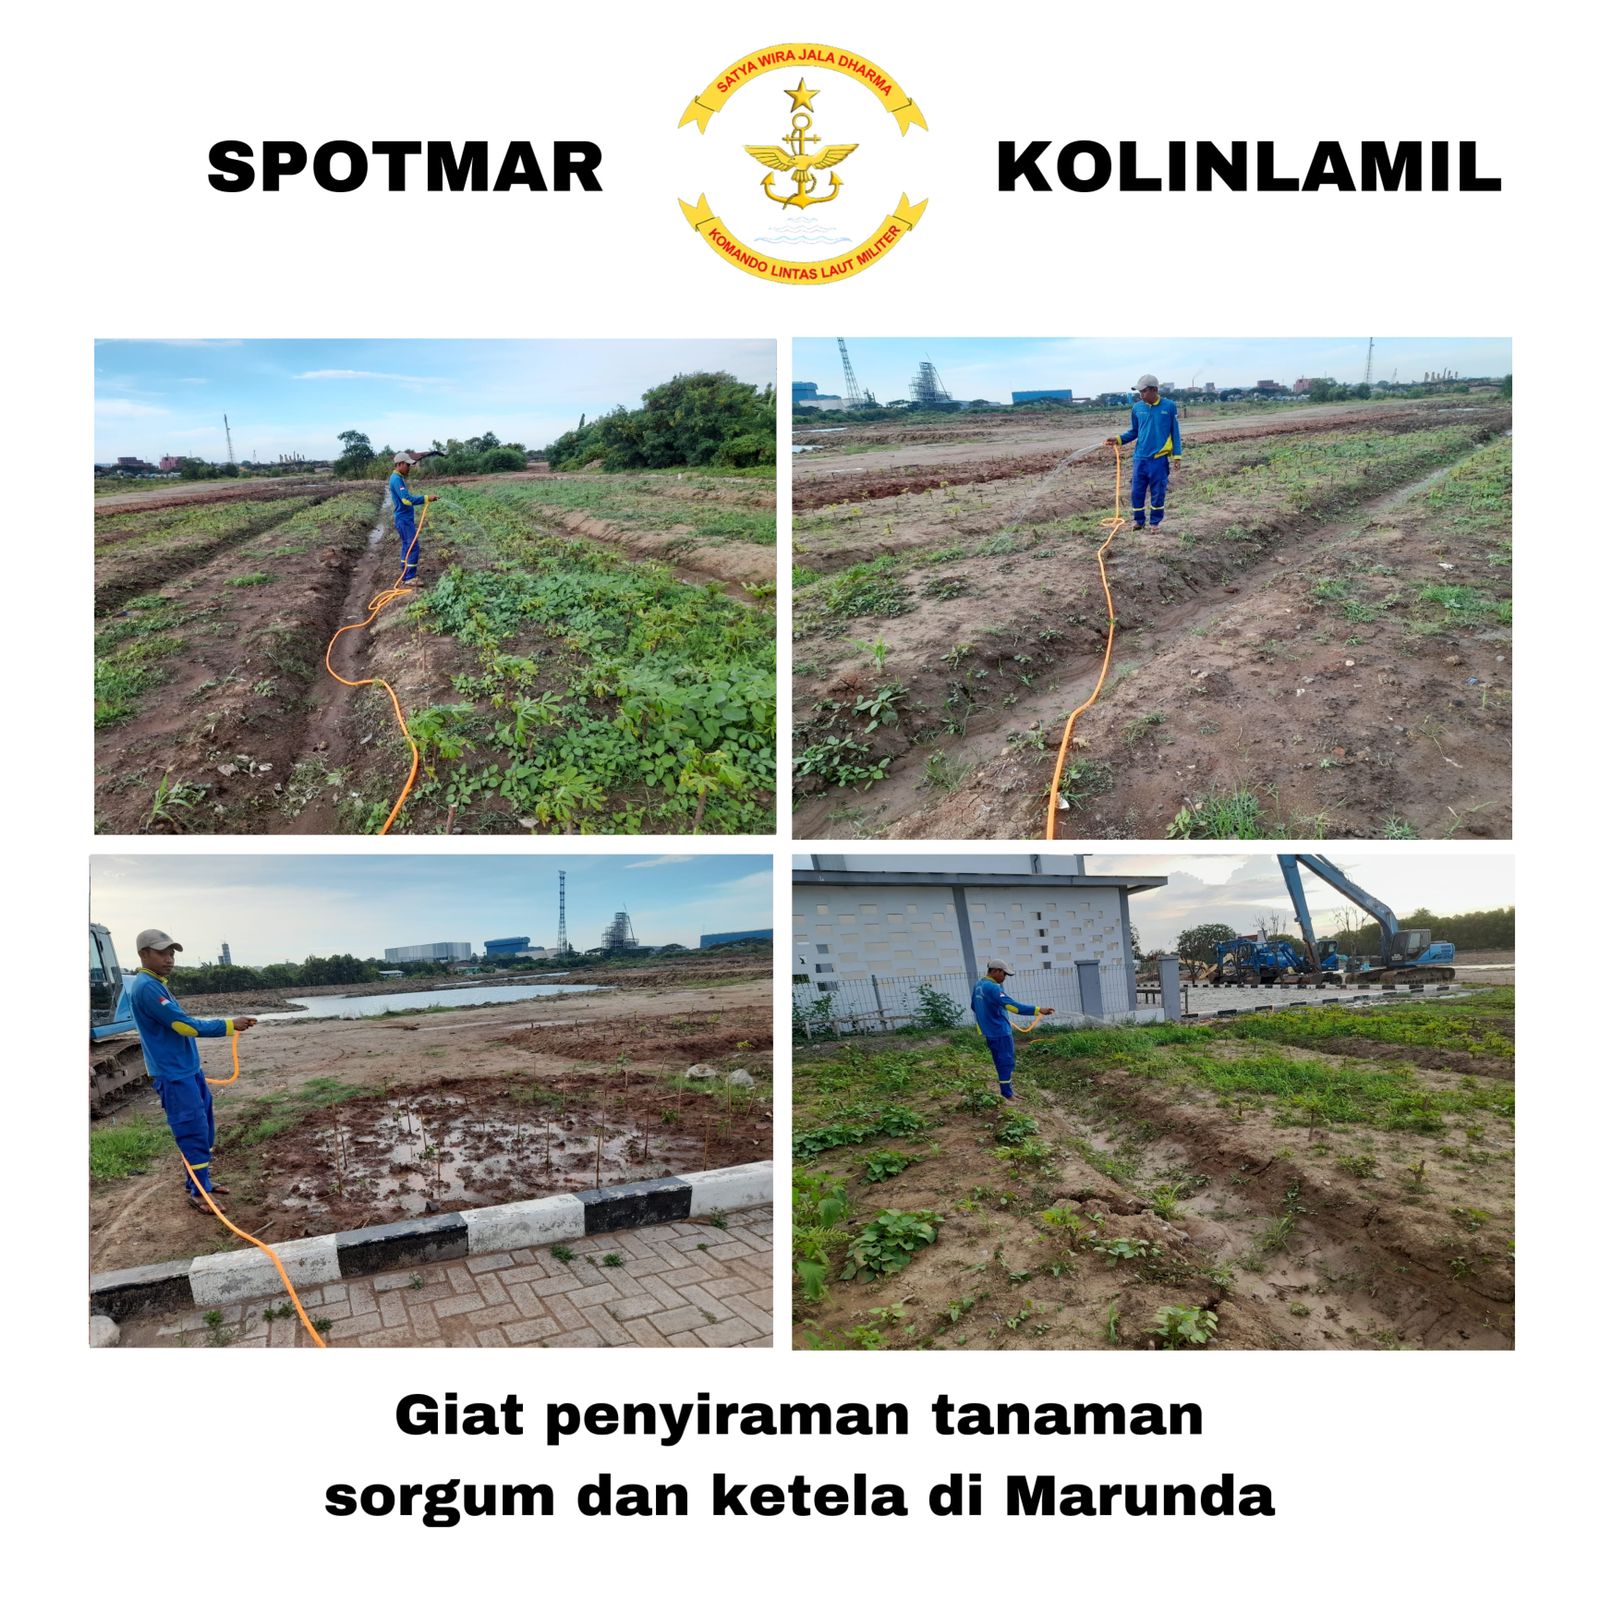 SPOTMAR
SATYA WIRA JALA DHARMA
KOMANDO LINTAS LAUT MILITER
KOLINLAMIL
Giat penyiraman tanaman
sorgum dan ketela di Marunda